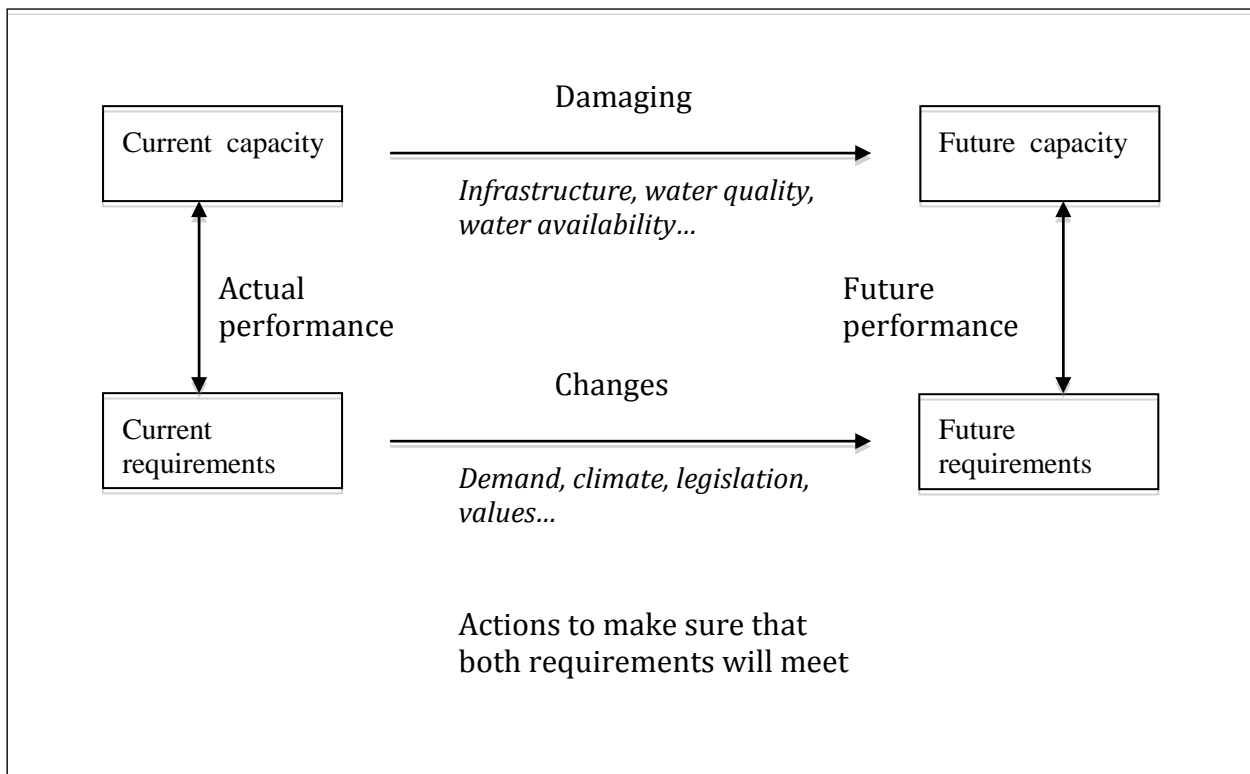 Damaging
Current capacity
Future capacity
Infrastructure, water quality,
water availability…
Actual
performance
Future
performance
Changes
Current
requirements
Future
requirements
Demand, climate, legislation,
values…
Actions to make sure that
both requirements will meet